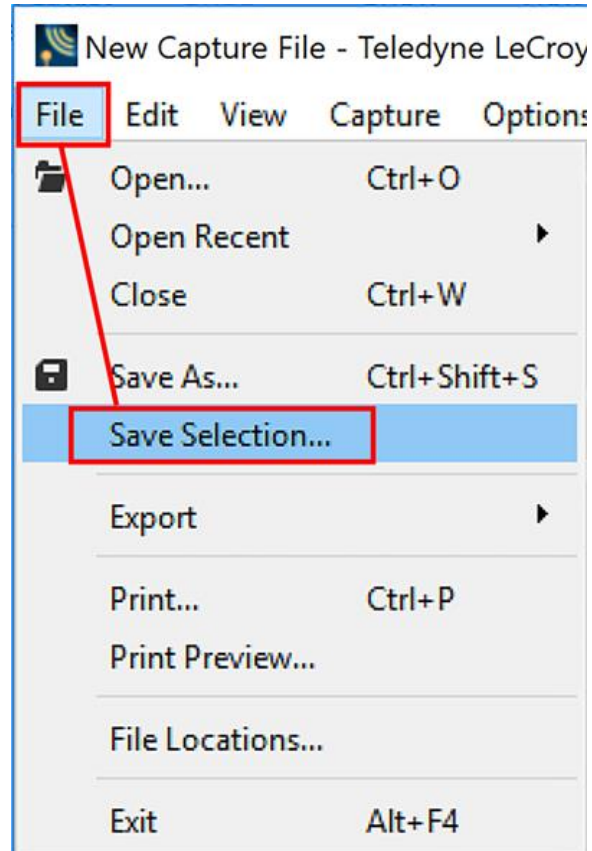 New Capture File - Teledyne LeCroy
File Edit View Capture Options
Open... Ctrl+O
Open Recent
Close Ctrl+W
Save As... Ctrl+Shift+S
Save Selection...
Export
Print... Ctrl+P
Print Preview...
File Locations...
Exit Alt+F4